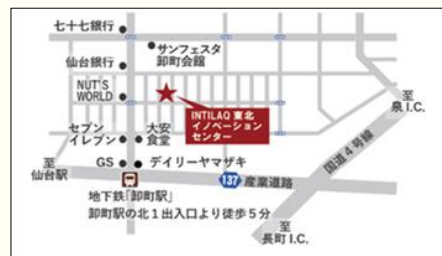 七十七銀行
サンフェスタ
卸町会館
仙台銀行
NUT'S
WORLD
INTILAQ 東北
イノベーション
センター
至
泉 I.C.
セブン
イレブン
大安
食堂
国道4号線
至
仙台駅
GS
デイリーヤマザキ
137 産業道路
地下鉄「卸町駅」
卸町駅の北1出入口より徒歩5分
至
長町 I.C.